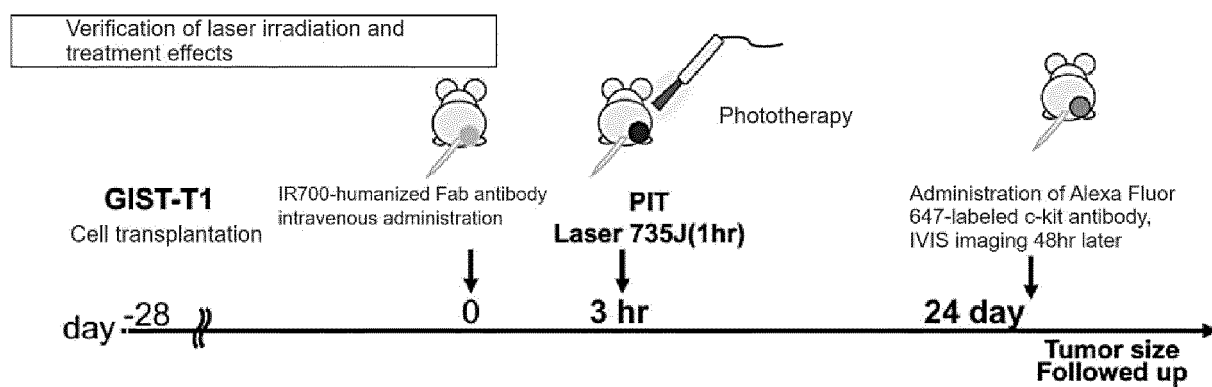 Verification of laser irradiation and
treatment effects
Phototherapy
GIST-T1
Cell transplantation
IR700-humanized Fab antibody
intravenous administration
PIT
Laser 735J(1hr)
Administration of Alexa Fluor
647-labeled c-kit antibody,
IVIS imaging 48hr later
day -28 0 3 hr 24 day
Tumor size
Followed up